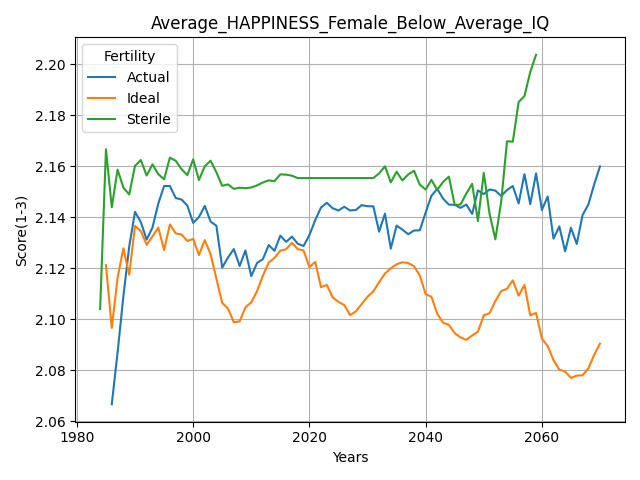 Average_HAPPINESS_Female_Below_Average_IQ
Fertility
Actual
Ideal
Sterile
Score(1-3)
2.20
2.18
2.16
2.14
2.12
2.10
2.08
2.06
1980 2000 2020 2040 2060
Years